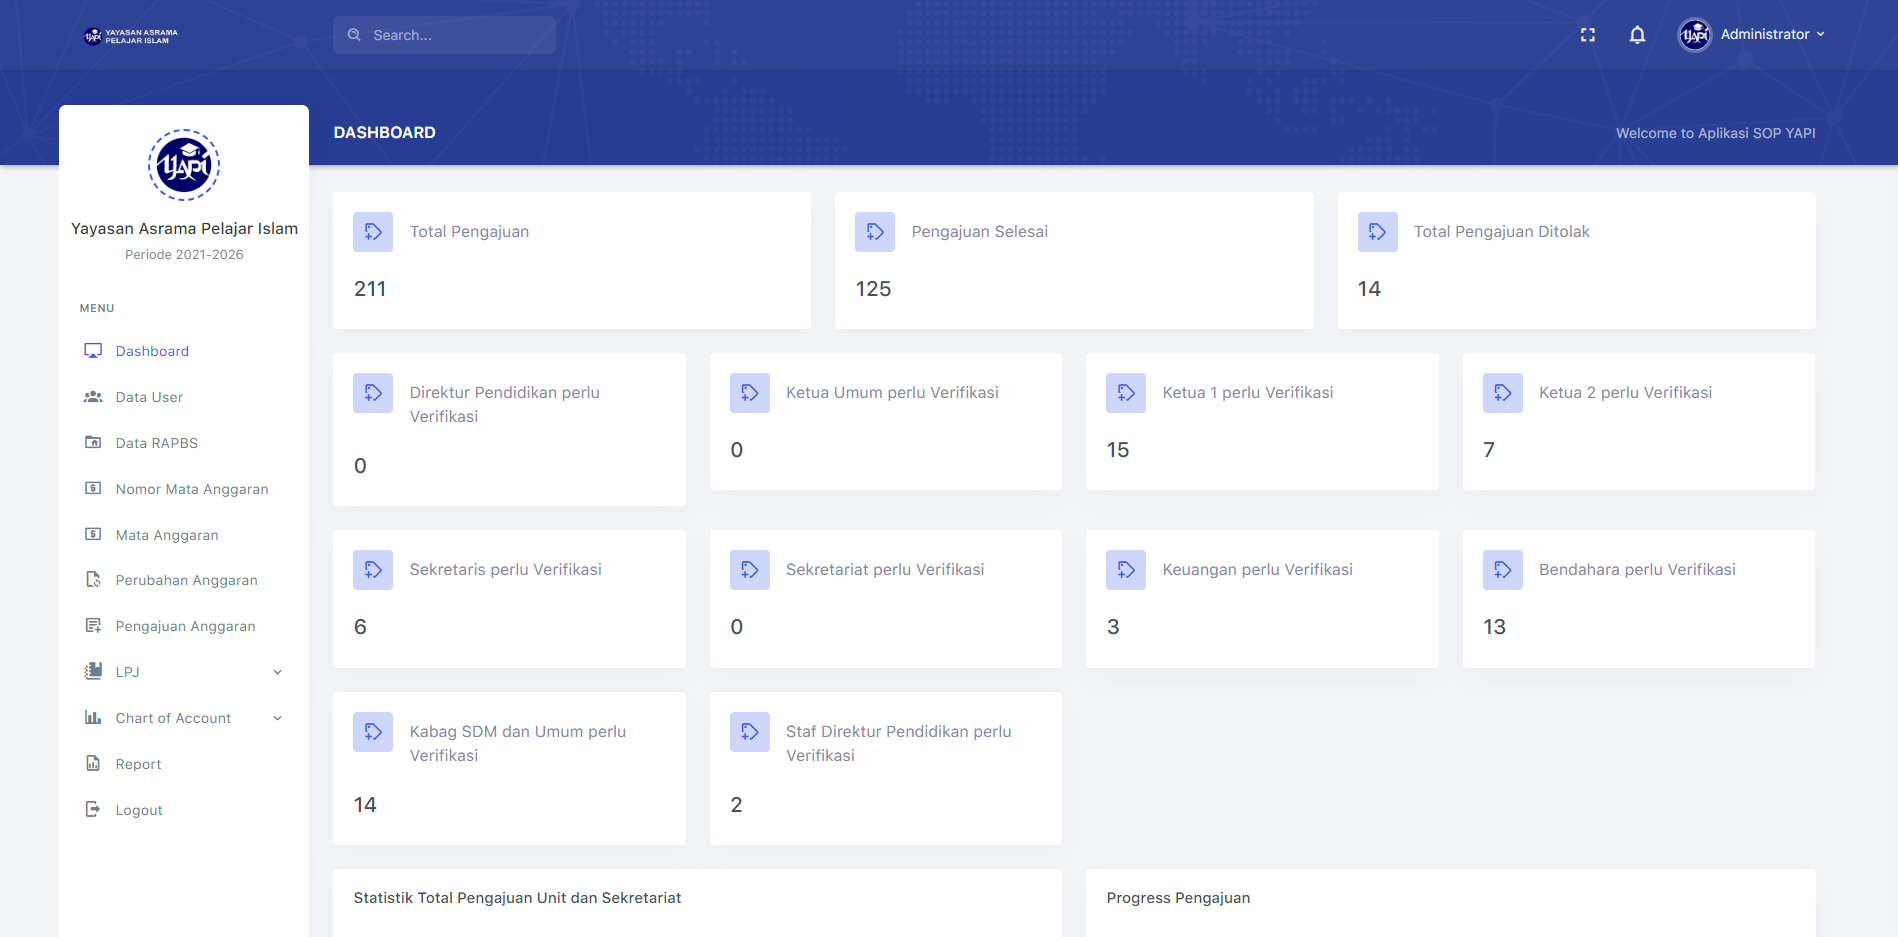 YAPI YAYASAN ASRAMA
PELAJAR ISLAM
Search...
YAPI
Administrator
DASHBOARD
Welcome to Aplikasi SOP YAPI
YAPI
Yayasan Asrama Pelajar Islam
Periode 2021-2026
MENU
Dashboard
Data User
Data RAPBS
Nomor Mata Anggaran
Mata Anggaran
Perubahan Anggaran
Pengajuan Anggaran
LPJ
Chart of Account
Report
Logout
Total Pengajuan
211
Pengajuan Selesai
125
Total Pengajuan Ditolak
14
Direktur Pendidikan perlu
Verifikasi
0
Ketua Umum perlu Verifikasi
0
Ketua 1 perlu Verifikasi
15
Ketua 2 perlu Verifikasi
7
Sekretaris perlu Verifikasi
6
Sekretariat perlu Verifikasi
0
Keuangan perlu Verifikasi
3
Bendahara perlu Verifikasi
13
Kabag SDM dan Umum perlu
Verifikasi
14
Staf Direktur Pendidikan perlu
Verifikasi
2
Statistik Total Pengajuan Unit dan Sekretariat
Progress Pengajuan